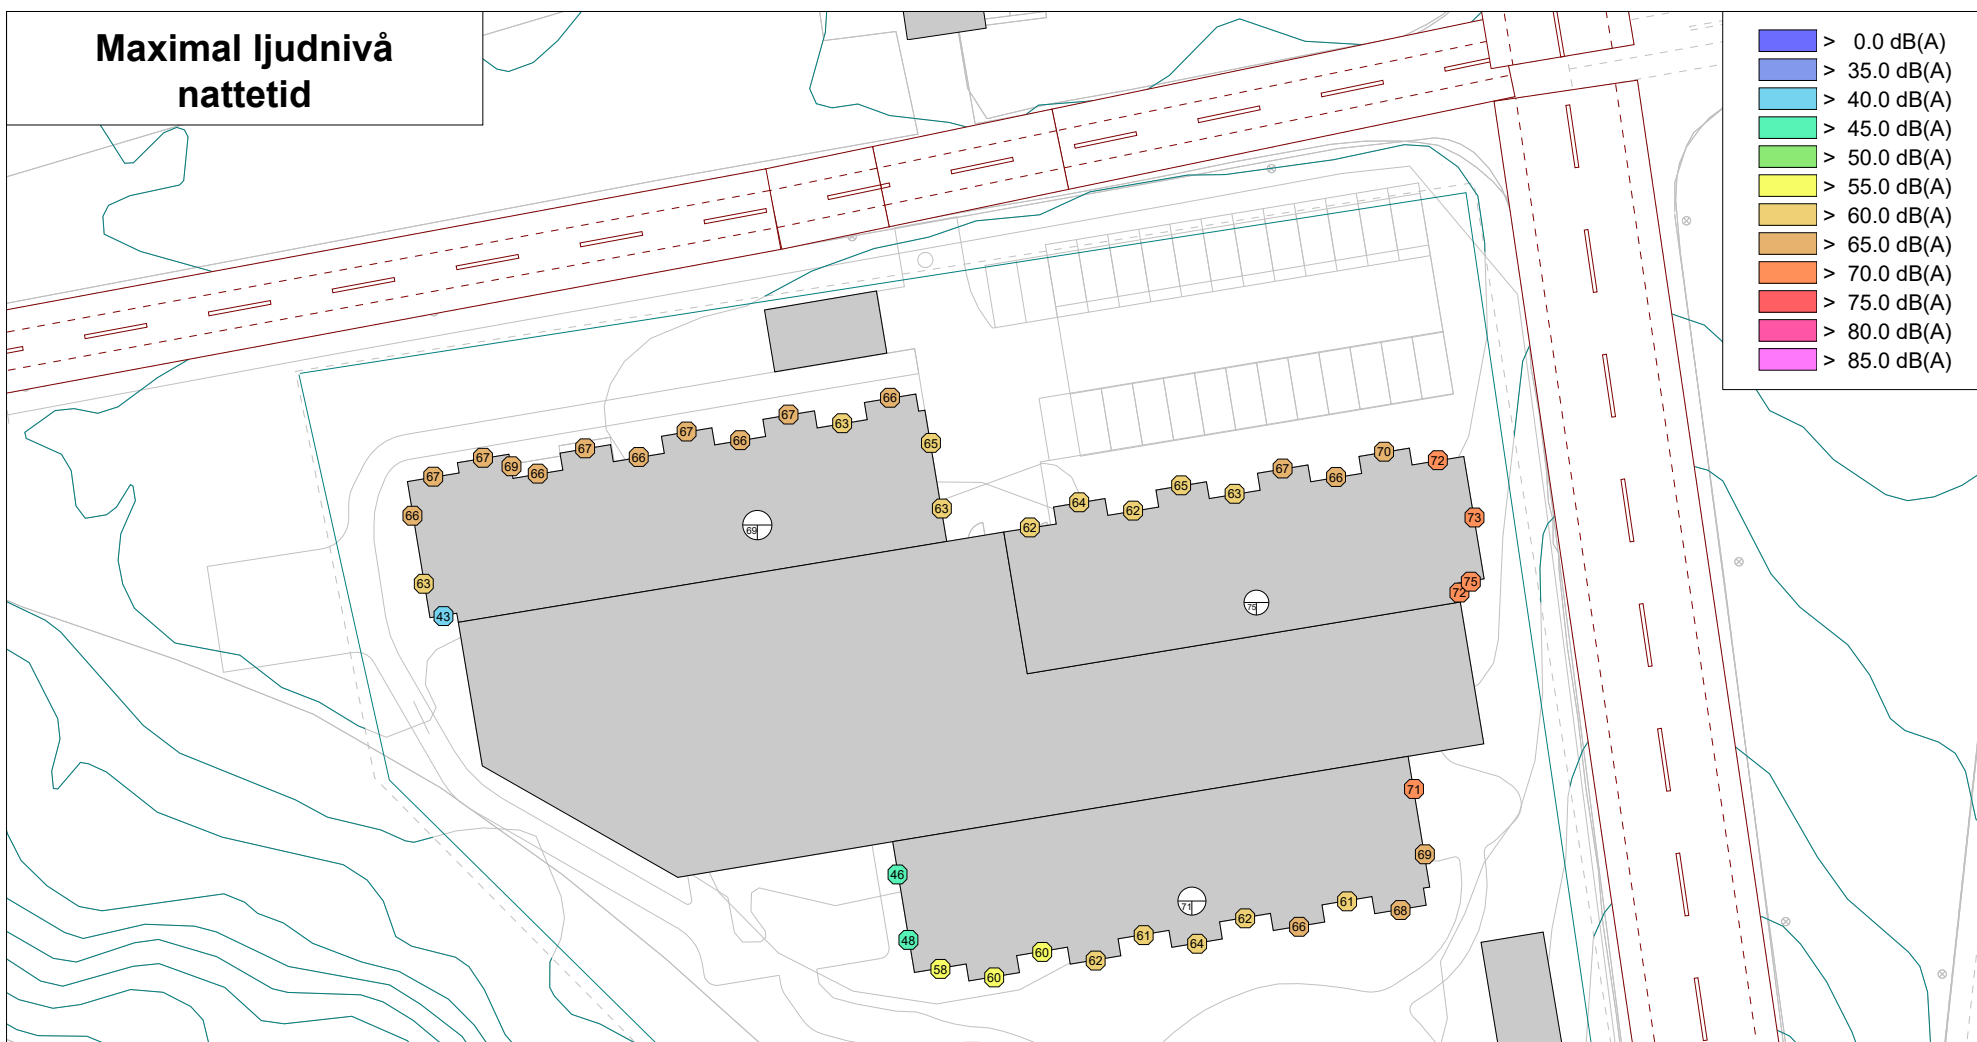 Maximal ljudnivå
nattetid
> 0.0 dB(A)
> 35.0 dB(A)
> 40.0 dB(A)
> 45.0 dB(A)
> 50.0 dB(A)
> 55.0 dB(A)
> 60.0 dB(A)
> 65.0 dB(A)
> 70.0 dB(A)
> 75.0 dB(A)
> 80.0 dB(A)
> 85.0 dB(A)
67 67 69 66 67 66 67 66 67 63 66
65
63
66
63
43
69
62 64 62 65 63 67 66 70 72
73
75
72
75
71
69
46
48
71
58 60 60 62 61 64 62 66 61 68